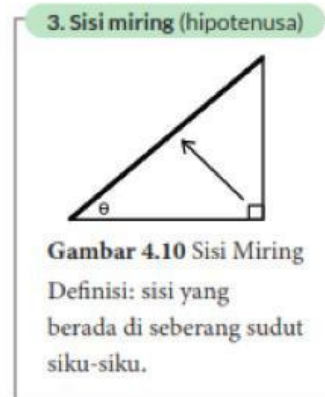 3. Sisi miring (hipotenusa)
θ
Gambar 4.10 Sisi Miring
Definisi: sisi yang
berada di seberang sudut
siku-siku.